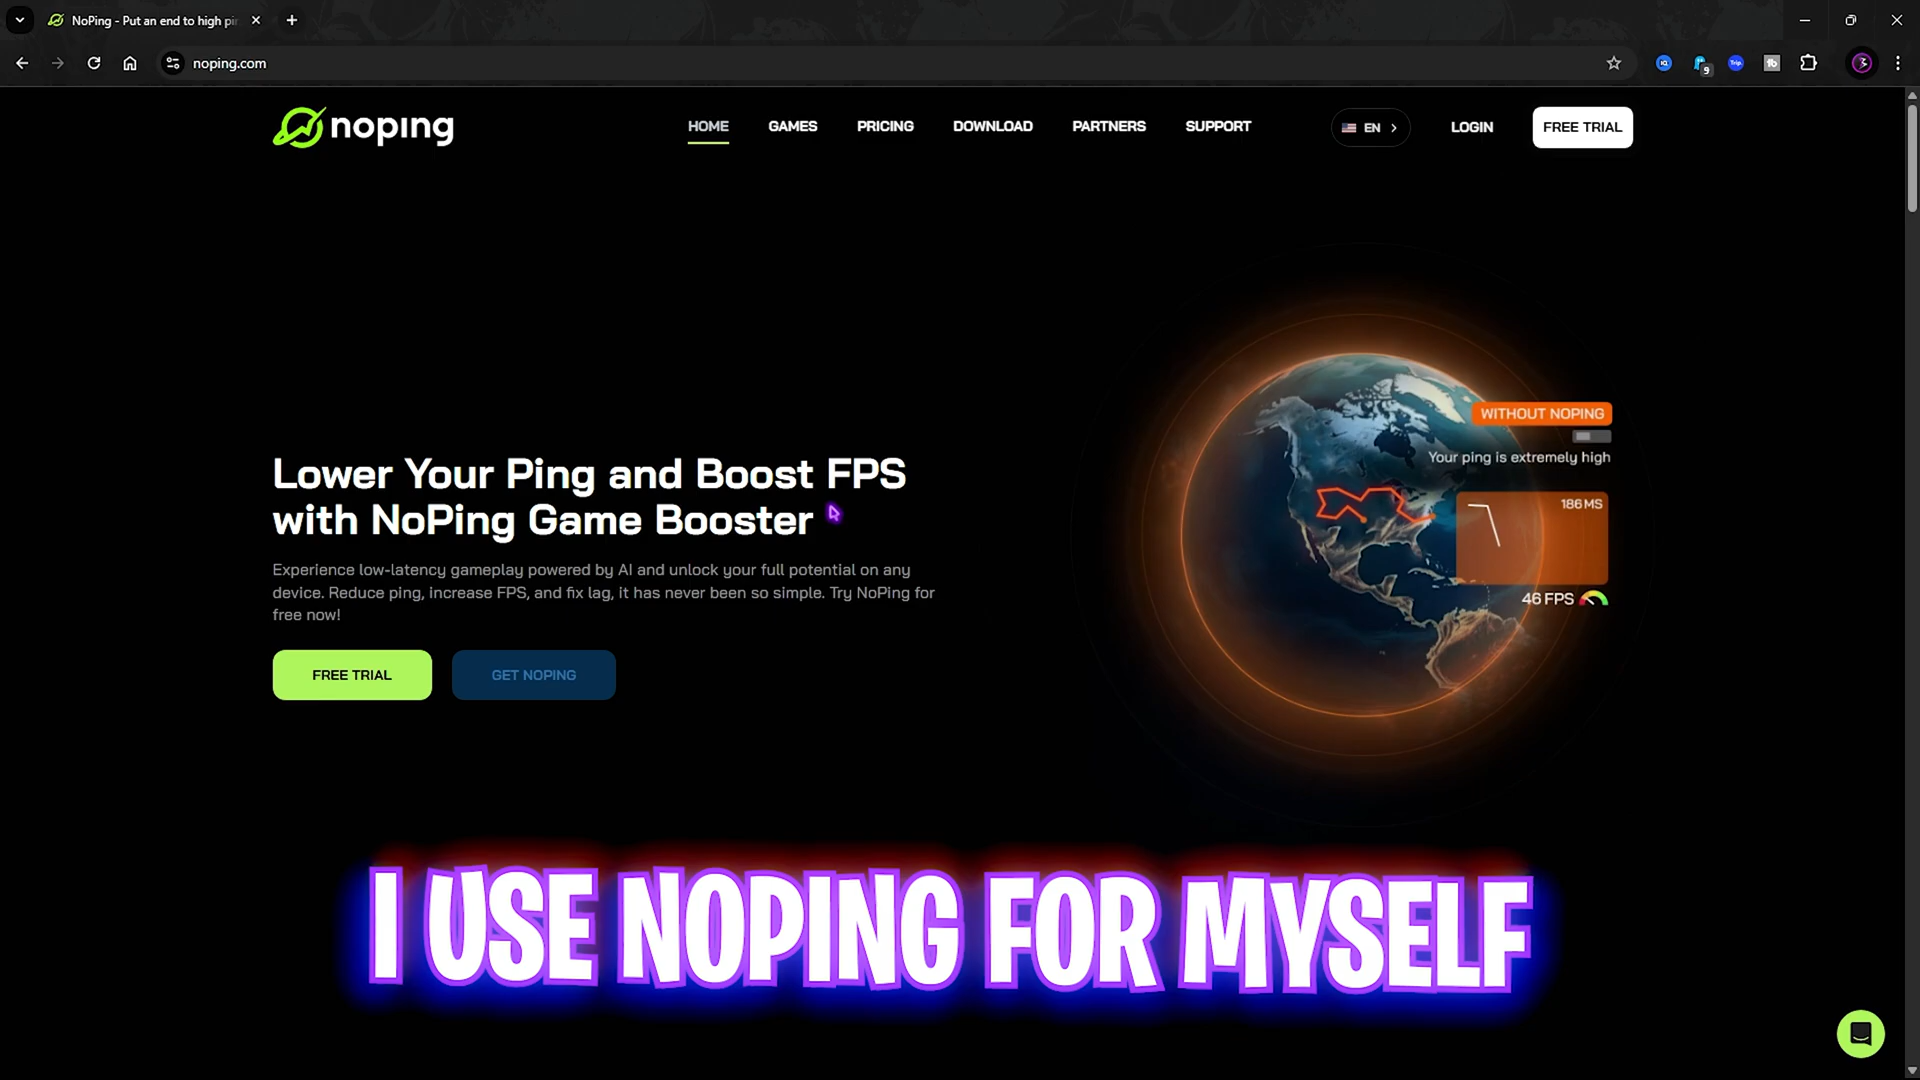 NoPing - Put an end to high pi
noping.com
9
Trip.
noping
HOME
GAMES
PRICING
DOWNLOAD
PARTNERS
SUPPORT
EN
LOGIN
FREE TRIAL
Lower Your Ping and Boost FPS
with NoPing Game Booster
Experience low-latency gameplay powered by AI and unlock your full potential on any
device. Reduce ping, increase FPS, and fix lag, it has never been so simple. Try NoPing for
free now!
FREE TRIAL
GET NOPING
WITHOUT NOPING
Your ping is extremely high
186 MS
46 FPS
I USE NOPING FOR MYSELF